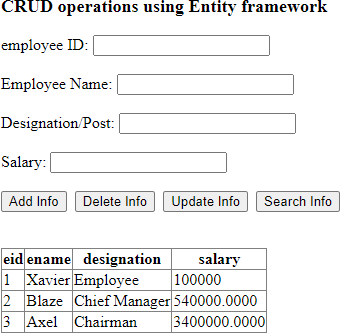 CRUD operations using Entity framework
employee ID:
Employee Name:
Designation/Post:
Salary:
Add Info Delete Info Update Info Search Info
eid ename designation salary
1 Xavier Employee 100000
2 Blaze Chief Manager 540000.0000
3 Axel Chairman 3400000.0000